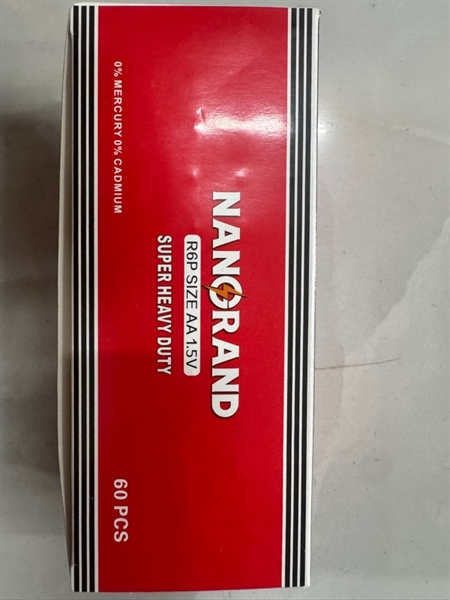 NANORAND
R6P SIZE AA 1.5V
SUPER HEAVY DUTY
0% MERCURY 0% CADMIUM
60 PCS